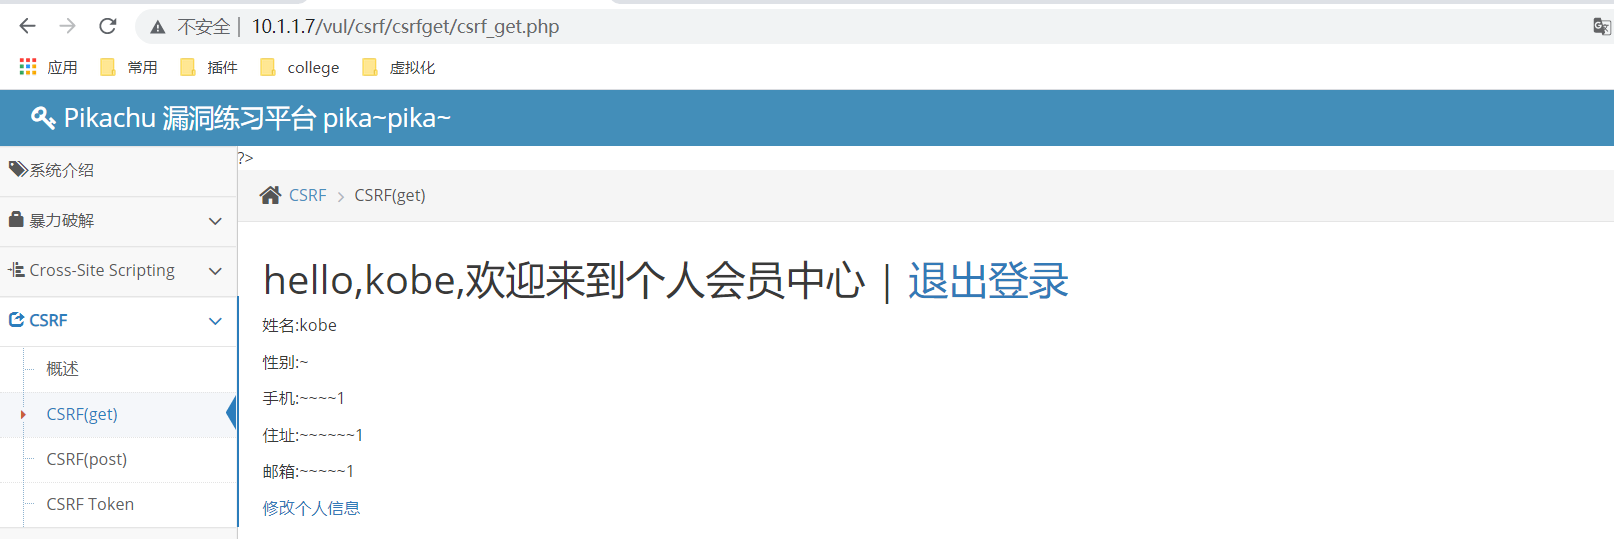 不安全 | 10.1.1.7/vul/csrf/csrfget/csrf_get.php
应用 常用 插件 college 虚拟化
Pikachu 漏洞练习平台 pika~pika~
系统介绍
?>
CSRF > CSRF(get)
暴力破解
Cross-Site Scripting
CSRF
概述
CSRF(get)
CSRF(post)
CSRF Token
hello,kobe,欢迎来到个人会员中心 | 退出登录
姓名:kobe
性别:~
手机:~~~~1
住址:~~~~~~1
邮箱:~~~~~1
修改个人信息